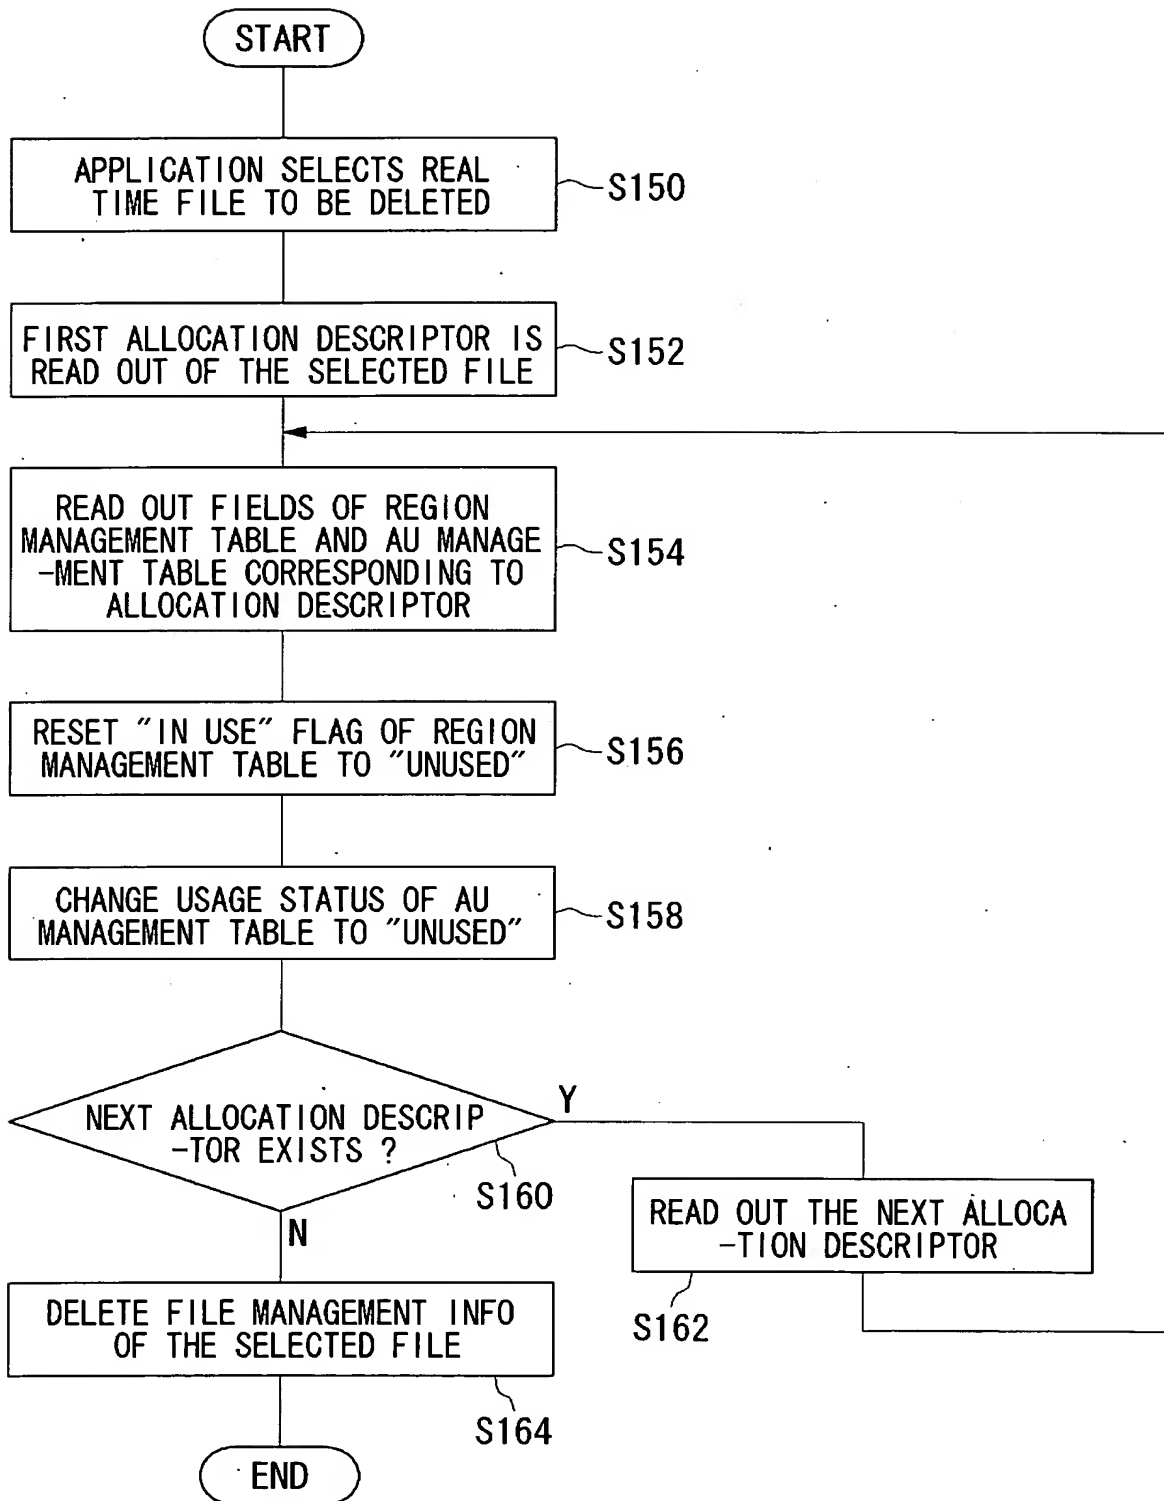 START
APPLICATION SELECTS REAL
TIME FILE TO BE DELETED
S150
FIRST ALLOCATION DESCRIPTOR IS
READ OUT OF THE SELECTED FILE
S152
READ OUT FIELDS OF REGION
MANAGEMENT TABLE AND AU MANAGE
-MENT TABLE CORRESPONDING TO
ALLOCATION DESCRIPTOR
S154
RESET "IN USE" FLAG OF REGION
MANAGEMENT TABLE TO "UNUSED"
S156
CHANGE USAGE STATUS OF AU
MANAGEMENT TABLE TO "UNUSED"
S158
NEXT ALLOCATION DESCRIP
-TOR EXISTS ?
S160
Y
N
READ OUT THE NEXT ALLOCA
-TION DESCRIPTOR
S162
DELETE FILE MANAGEMENT INFO
OF THE SELECTED FILE
S164
END